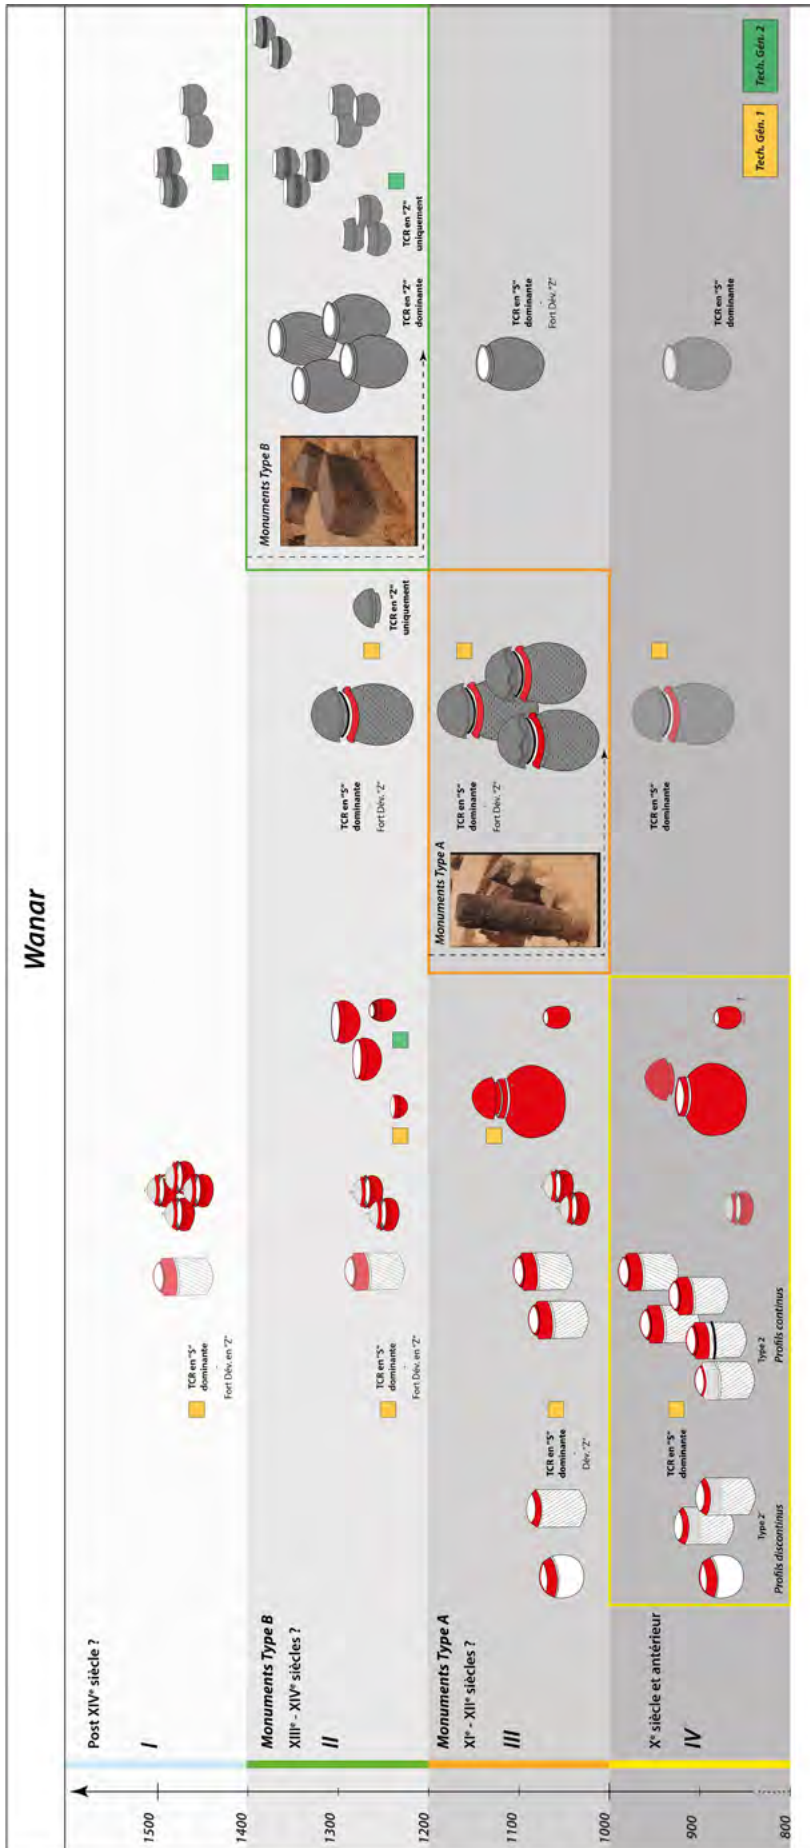 Wanar
Post XIVᵉ siècle ?
I
TCR en "S"
dominante
-
Fort Dév. en "Z"
Monuments Type B
XIIIᵉ - XIVᵉ siècles ?
II
TCR en "S"
dominante
-
Fort Dév. en "Z"
TCR en "S"
dominante
-
Fort Dév. "Z"
TCR en "Z"
uniquement
Monuments Type B
TCR en "Z"
dominante
TCR en "Z"
uniquement
Monuments Type A
XIᵉ - XIIᵉ siècles ?
III
TCR en "S"
dominante
-
Dév. "Z"
Monuments Type A
TCR en "S"
dominante
-
Fort Dév. "Z"
TCR en "S"
dominante
-
Fort Dév. "Z"
Xᵉ siècle et antérieur
IV
Type 2
Profils discontinus
TCR en "S"
dominante
Type 2
Profils continus
?
TCR en "S"
dominante
TCR en "S"
dominante
Tech. Gén. 1
Tech. Gén. 2
1500
1400
1300
1200
1100
1000
900
800